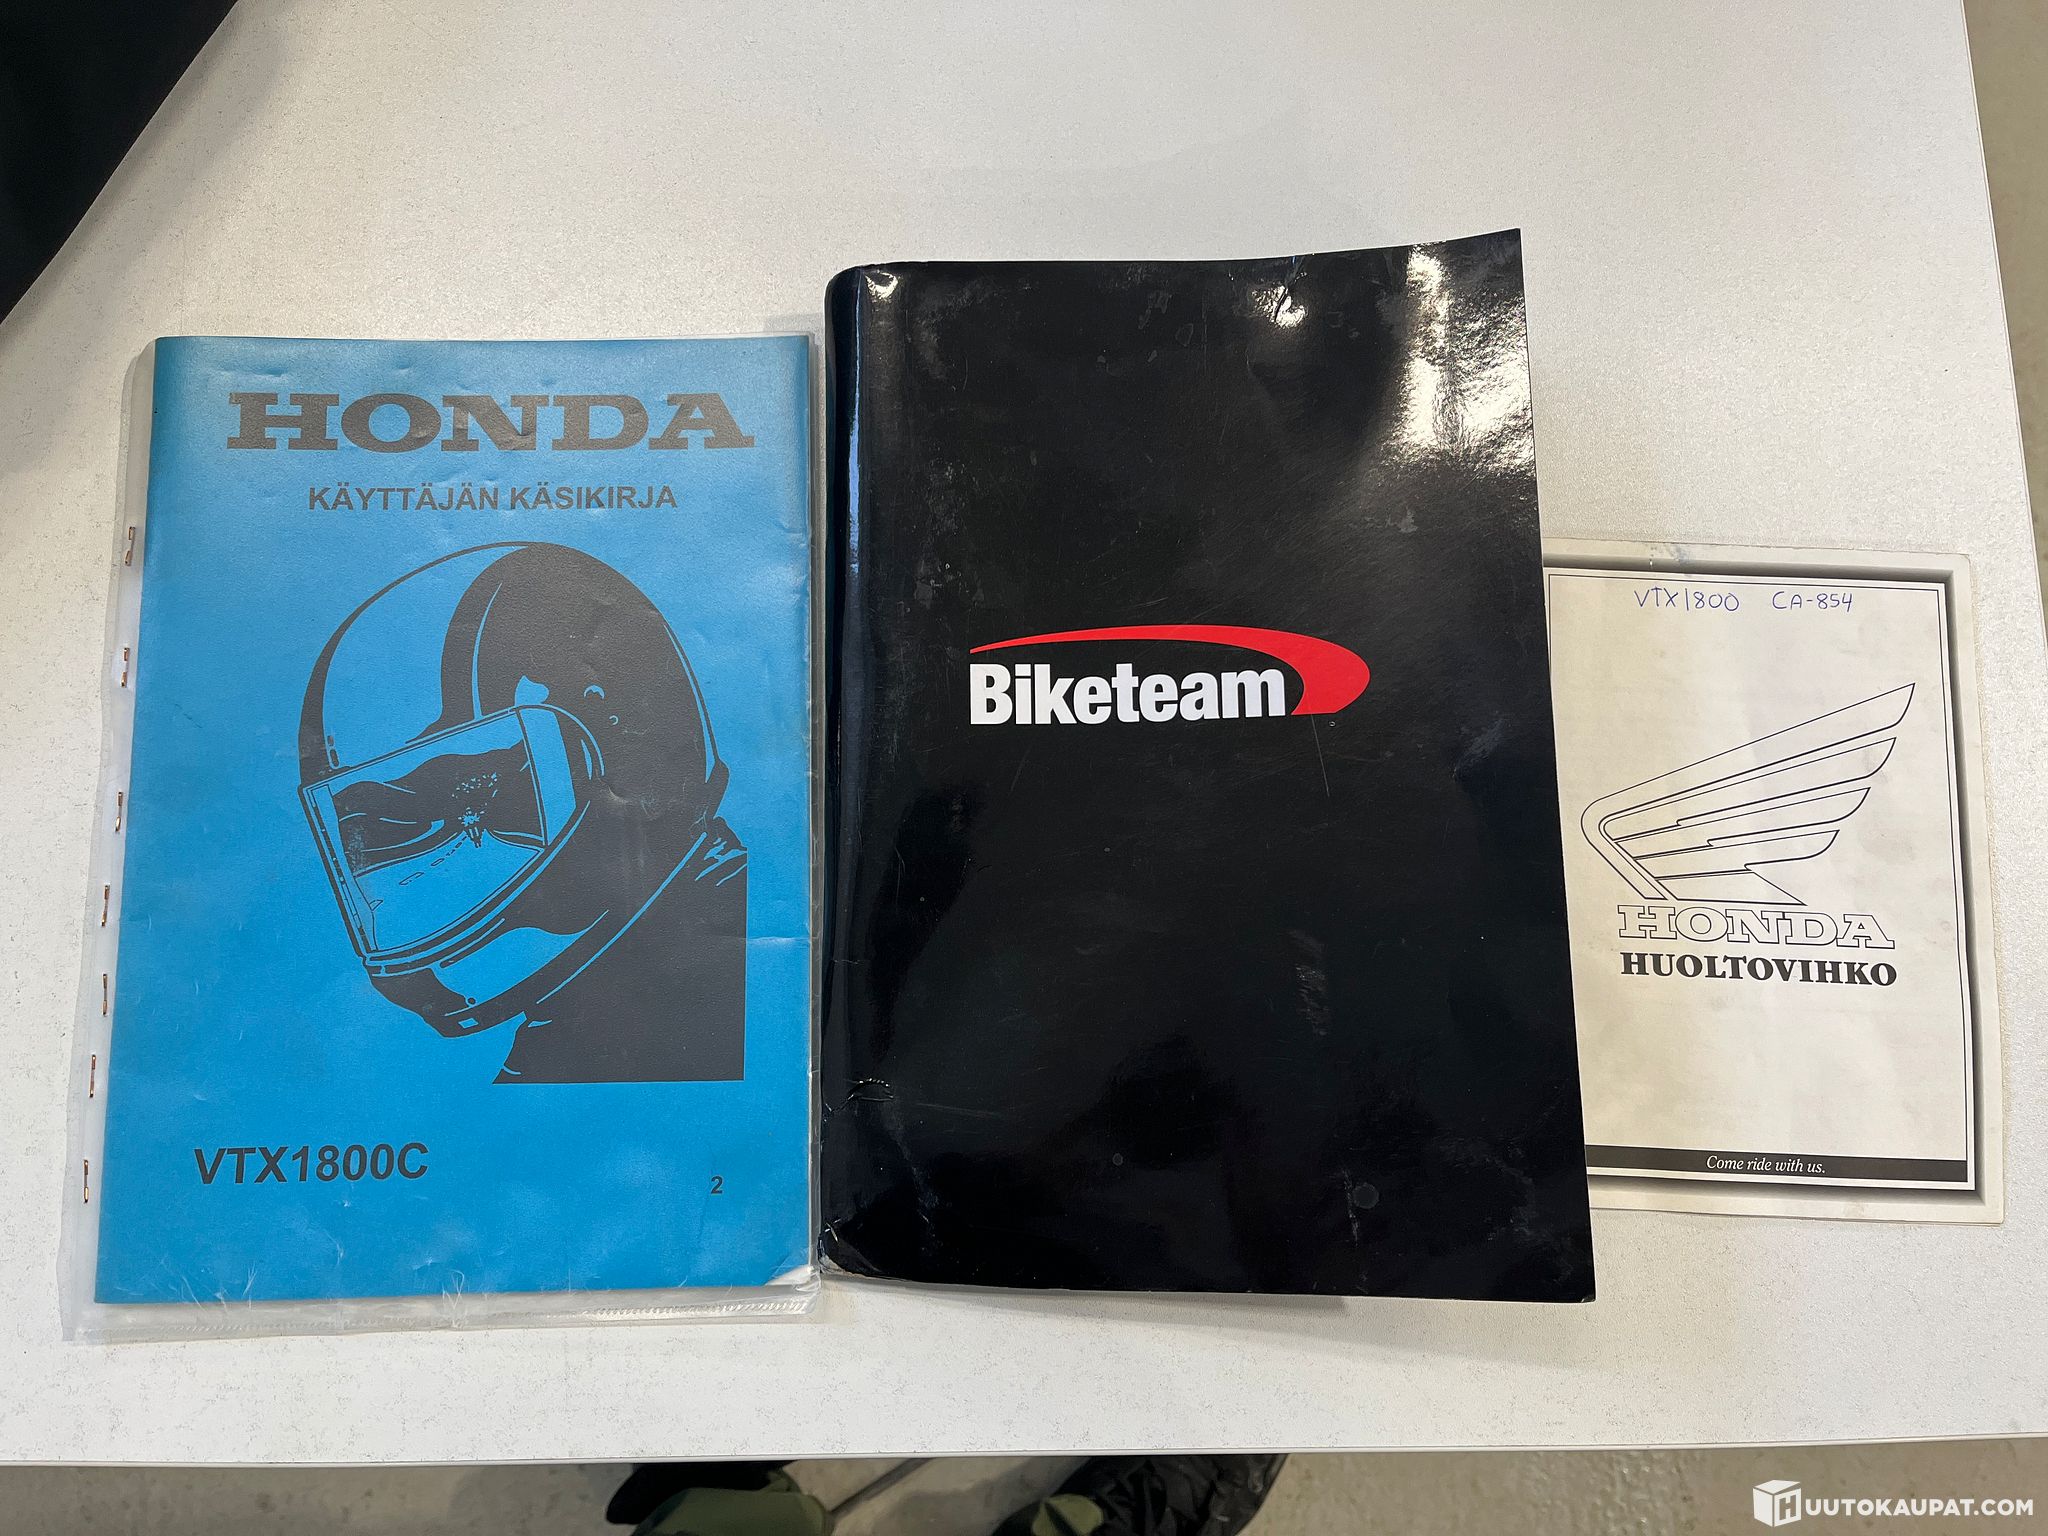 HONDA
KÄYTTÄJÄN KÄSIKIRJA
VTX1800C
2
Biketeam
VTX1800 CA-854
HONDA
HUOLTOVIHKO
Come ride with us.
HUUTOKAUPAT.COM